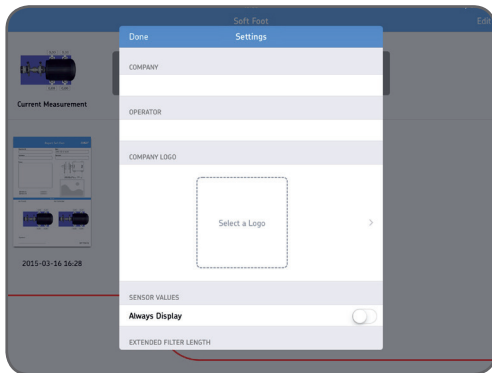 Soft Foot
Edit
Done
Settings
COMPANY
Current Measurement
OPERATOR
COMPANY LOGO
Select a Logo
2015-03-16 16:28
SENSOR VALUES
Always Display
EXTENDED FILTER LENGTH